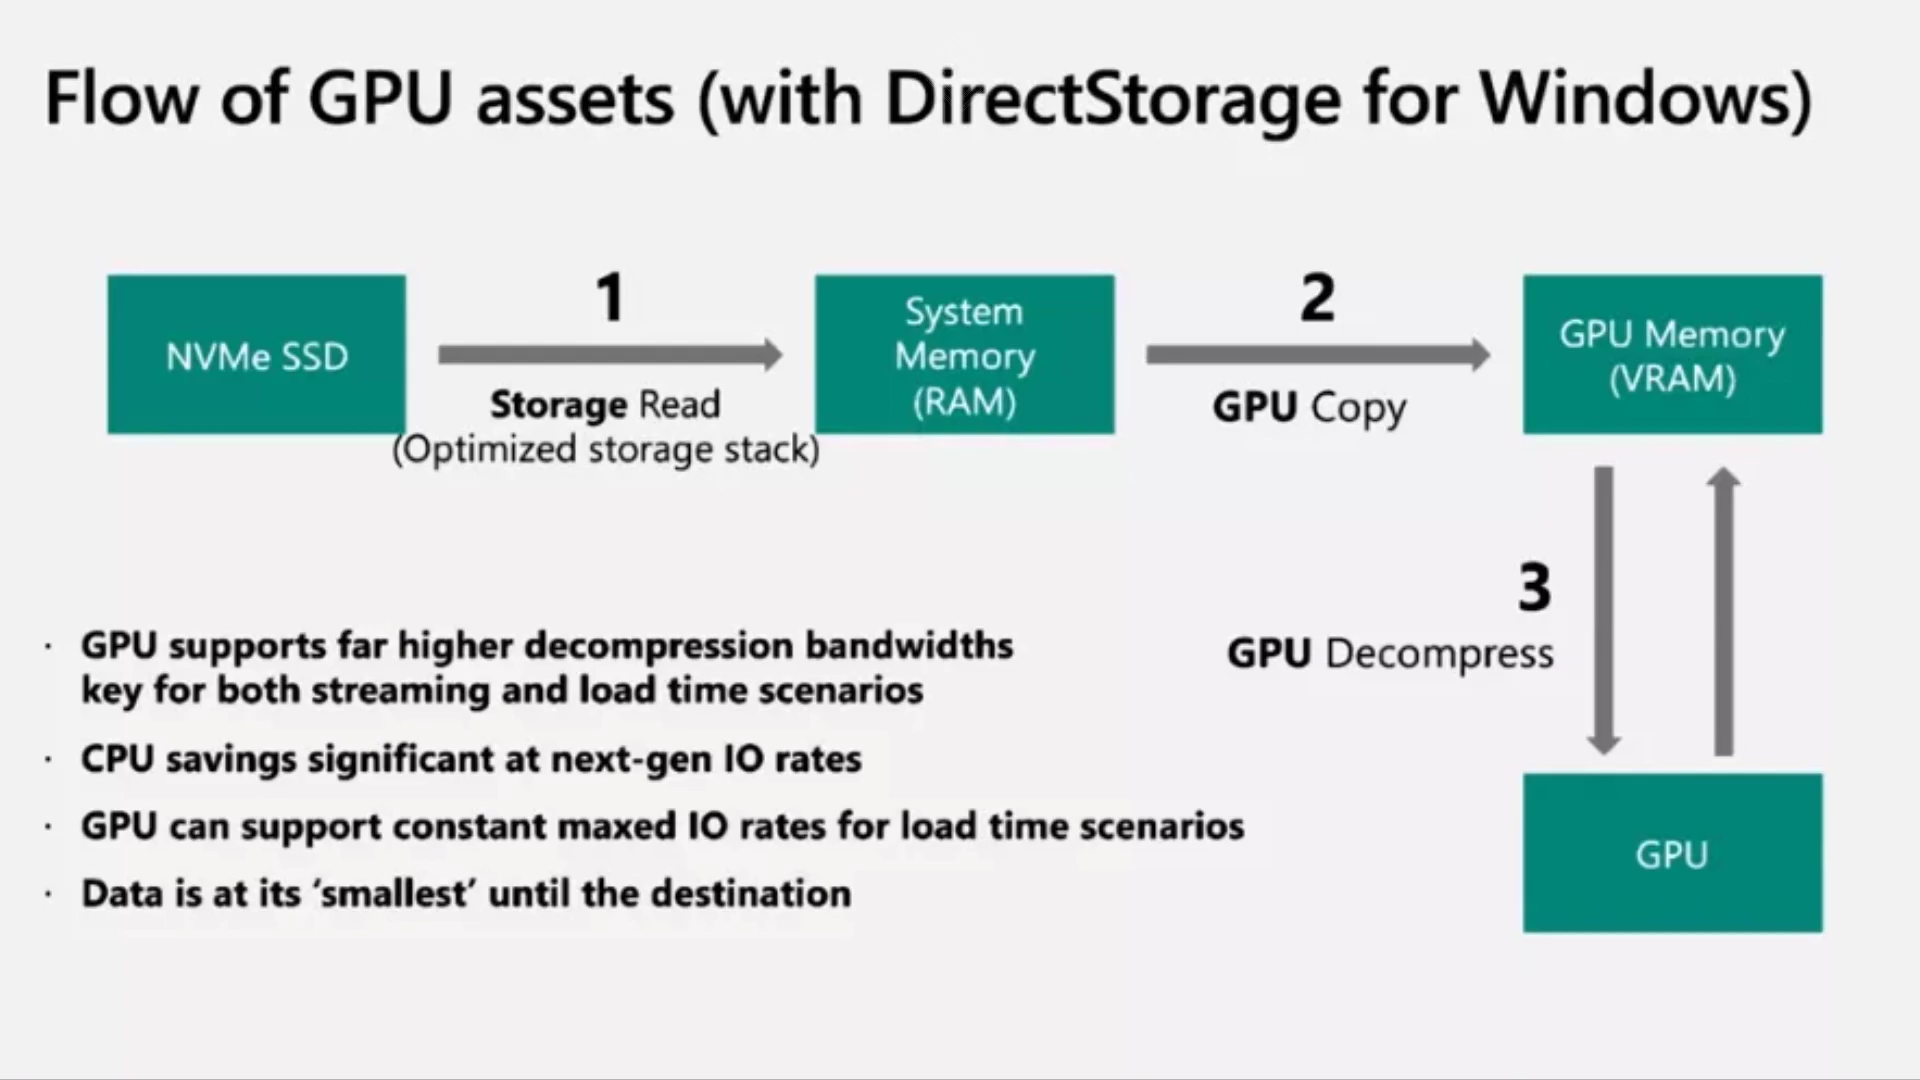 Flow of GPU assets (with DirectStorage for Windows)
NVMe SSD
1
Storage Read
(Optimized storage stack)
System
Memory
(RAM)
2
GPU Copy
GPU Memory
(VRAM)
3
GPU Decompress
GPU
· GPU supports far higher decompression bandwidths
key for both streaming and load time scenarios
· CPU savings significant at next-gen IO rates
· GPU can support constant maxed IO rates for load time scenarios
· Data is at its ‘smallest’ until the destination